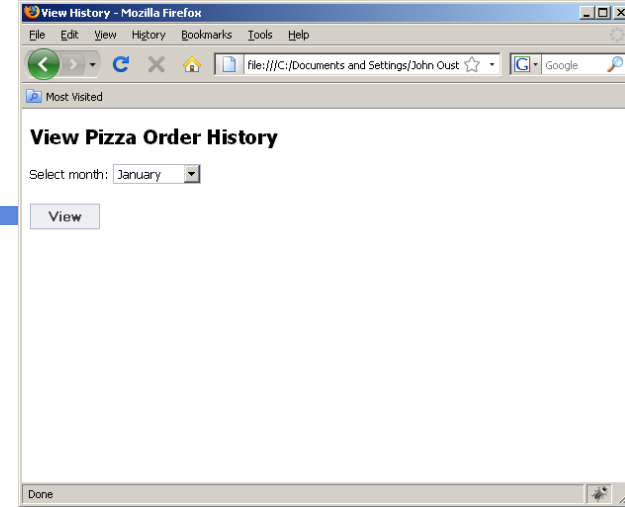 View History - Mozilla Firefox
File Edit View History Bookmarks Tools Help
file:///C:/Documents and Settings/John Oust
G Google
Most Visited
View Pizza Order History
Select month: January
View
Done